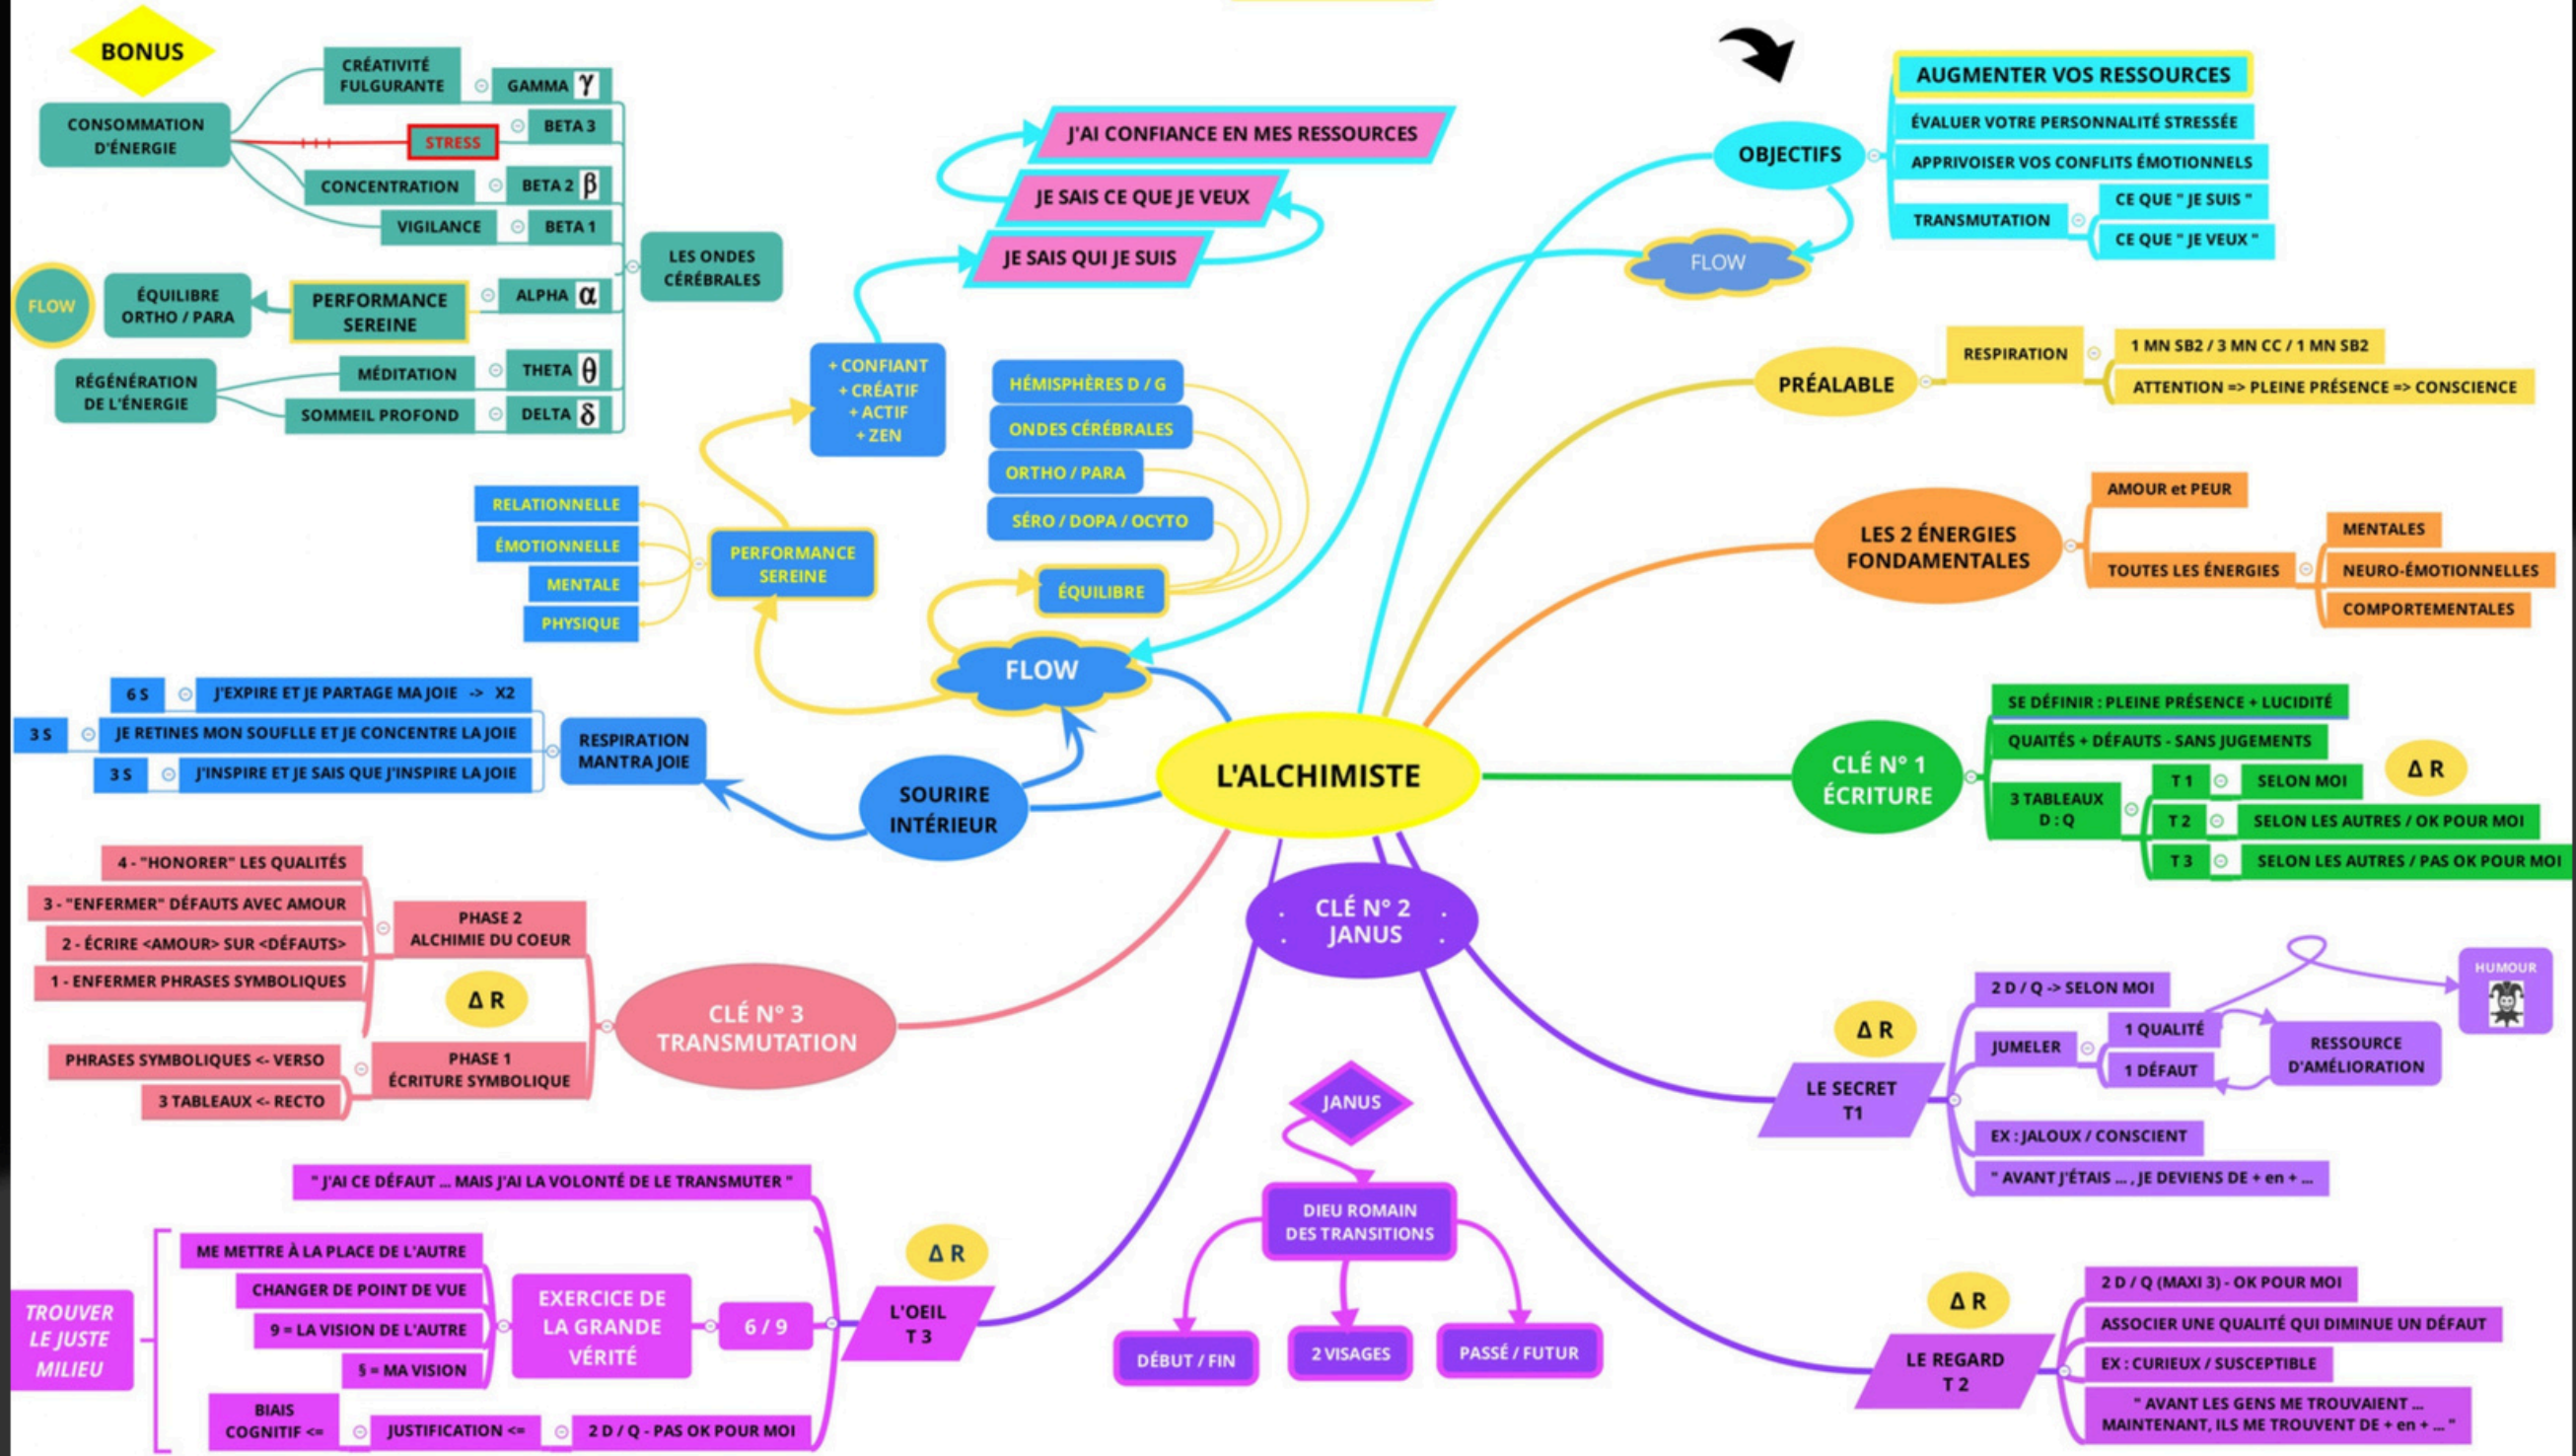 BONUS
CONSOMMATION
D'ÉNERGIE
CRÉATIVITÉ
FULGURANTE
GAMMA γ
STRESS
BETA 3
CONCENTRATION
BETA 2 β
VIGILANCE
BETA 1
LES ONDES
CÉRÉBRALES
FLOW
ÉQUILIBRE
ORTHO / PARA
PERFORMANCE
SEREINE
ALPHA α
RÉGÉNÉRATION
DE L'ÉNERGIE
MÉDITATION
THETA θ
SOMMEIL PROFOND
DELTA δ
J'AI CONFIANCE EN MES RESSOURCES
JE SAIS CE QUE JE VEUX
JE SAIS QUI JE SUIS
+ CONFIANT
+ CRÉATIF
+ ACTIF
+ ZEN
HÉMISPHÈRES D / G
ONDES CÉRÉBRALES
ORTHO / PARA
SÉRO / DOPA / OCYTO
ÉQUILIBRE
RELATIONNELLE
ÉMOTIONNELLE
MENTALE
PHYSIQUE
PERFORMANCE
SEREINE
FLOW
OBJECTIFS
AUGMENTER VOS RESSOURCES
ÉVALUER VOTRE PERSONNALITÉ STRESSÉE
APPRIVOISER VOS CONFLITS ÉMOTIONNELS
TRANSMUTATION
CE QUE " JE SUIS "
CE QUE " JE VEUX "
FLOW
PRÉALABLE
RESPIRATION
1 MN SB2 / 3 MN CC / 1 MN SB2
ATTENTION => PLEINE PRÉSENCE => CONSCIENCE
LES 2 ÉNERGIES
FONDAMENTALES
AMOUR et PEUR
TOUTES LES ÉNERGIES
MENTALES
NEURO-ÉMOTIONNELLES
COMPORTEMENTALES
6 S
J'EXPIRE ET JE PARTAGE MA JOIE -> X2
3 S
JE RETINES MON SOUFLLE ET JE CONCENTRE LA JOIE
3 S
J'INSPIRE ET JE SAIS QUE J'INSPIRE LA JOIE
RESPIRATION
MANTRA JOIE
SOURIRE
INTÉRIEUR
L'ALCHIMISTE
CLÉ N° 1
ÉCRITURE
SE DÉFINIR : PLEINE PRÉSENCE + LUCIDITÉ
QUAITÉS + DÉFAUTS - SANS JUGEMENTS
3 TABLEAUX
D : Q
T 1
SELON MOI
Δ R
T 2
SELON LES AUTRES / OK POUR MOI
T 3
SELON LES AUTRES / PAS OK POUR MOI
4 - "HONORER" LES QUALITÉS
3 - "ENFERMER" DÉFAUTS AVEC AMOUR
2 - ÉCRIRE <AMOUR> SUR <DÉFAUTS>
1 - ENFERMER PHRASES SYMBOLIQUES
PHASE 2
ALCHIMIE DU COEUR
Δ R
PHRASES SYMBOLIQUES <- VERSO
3 TABLEAUX <- RECTO
PHASE 1
ÉCRITURE SYMBOLIQUE
CLÉ N° 3
TRANSMUTATION
CLÉ N° 2
JANUS
JANUS
DIEU ROMAIN
DES TRANSITIONS
DÉBUT / FIN
2 VISAGES
PASSÉ / FUTUR
Δ R
LE SECRET
T1
2 D / Q -> SELON MOI
JUMELER
1 QUALITÉ
1 DÉFAUT
RESSOURCE
D'AMÉLIORATION
HUMOUR
EX : JALOUX / CONSCIENT
" AVANT J'ÉTAIS ... , JE DEVIENS DE + en + ...
" J'AI CE DÉFAUT ... MAIS J'AI LA VOLONTÉ DE LE TRANSMUTER "
TROUVER
LE JUSTE
MILIEU
ME METTRE À LA PLACE DE L'AUTRE
CHANGER DE POINT DE VUE
9 = LA VISION DE L'AUTRE
§ = MA VISION
EXERCICE DE
LA GRANDE
VÉRITÉ
6 / 9
Δ R
L'OEIL
T 3
BIAIS
COGNITIF <=
JUSTIFICATION <=
2 D / Q - PAS OK POUR MOI
Δ R
LE REGARD
T 2
2 D / Q (MAXI 3) - OK POUR MOI
ASSOCIER UNE QUALITÉ QUI DIMINUE UN DÉFAUT
EX : CURIEUX / SUSCEPTIBLE
" AVANT LES GENS ME TROUVAIENT ...
MAINTENANT, ILS ME TROUVENT DE + en + ... "